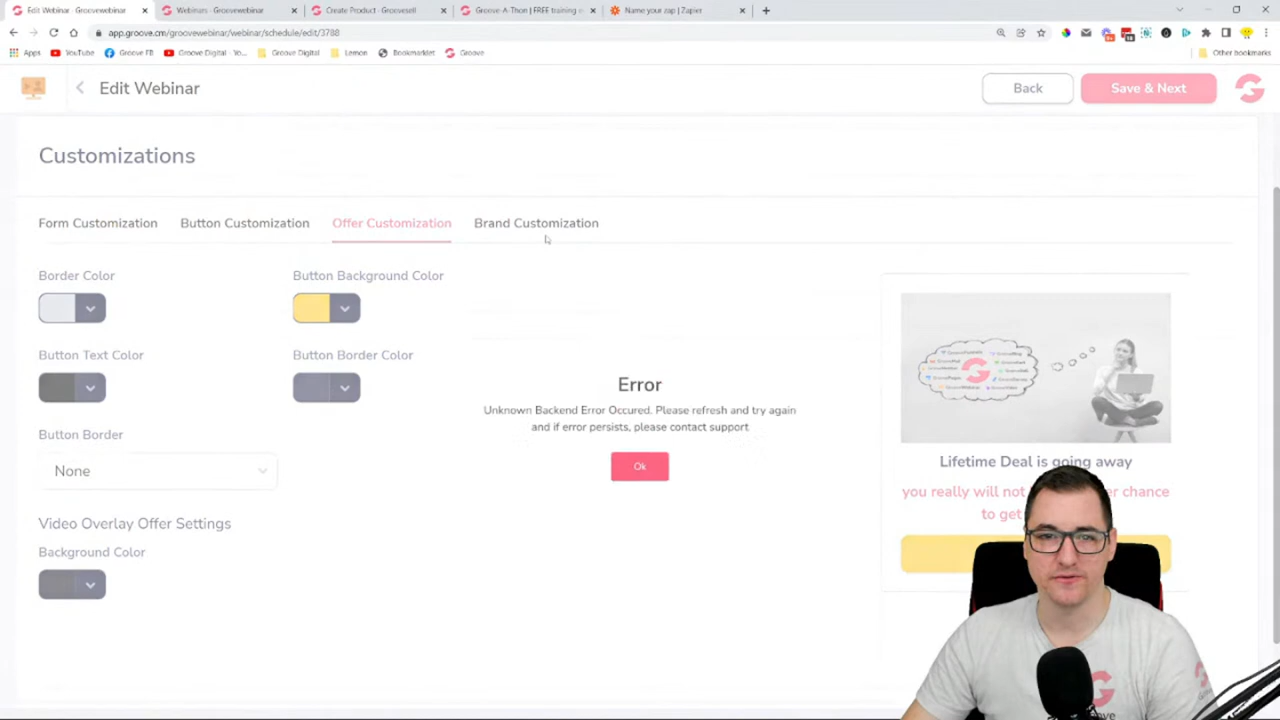 Edit Webinar - Groovewebinar
Webinars - Groovewebinar
Create Product - Groovesell
Groove-A-Thon | FREE training e
Name your zap | Zapier
app.groove.cm/groovewebinar/webinar/schedule/edit/3788
Apps
YouTube
Groove FB
Groove Digital - Yo...
Groove Digital
Lemon
Bookmarklet
Groove
Other bookmarks
Edit Webinar
Back
Save & Next
Customizations
Form Customization
Button Customization
Offer Customization
Brand Customization
Border Color
Button Background Color
Button Text Color
Button Border Color
Button Border
None
Video Overlay Offer Settings
Background Color
Error
Unknown Backend Error Occured. Please refresh and try again
and if error persists, please contact support
Ok
Lifetime Deal is going away
you really will not
chance
to get